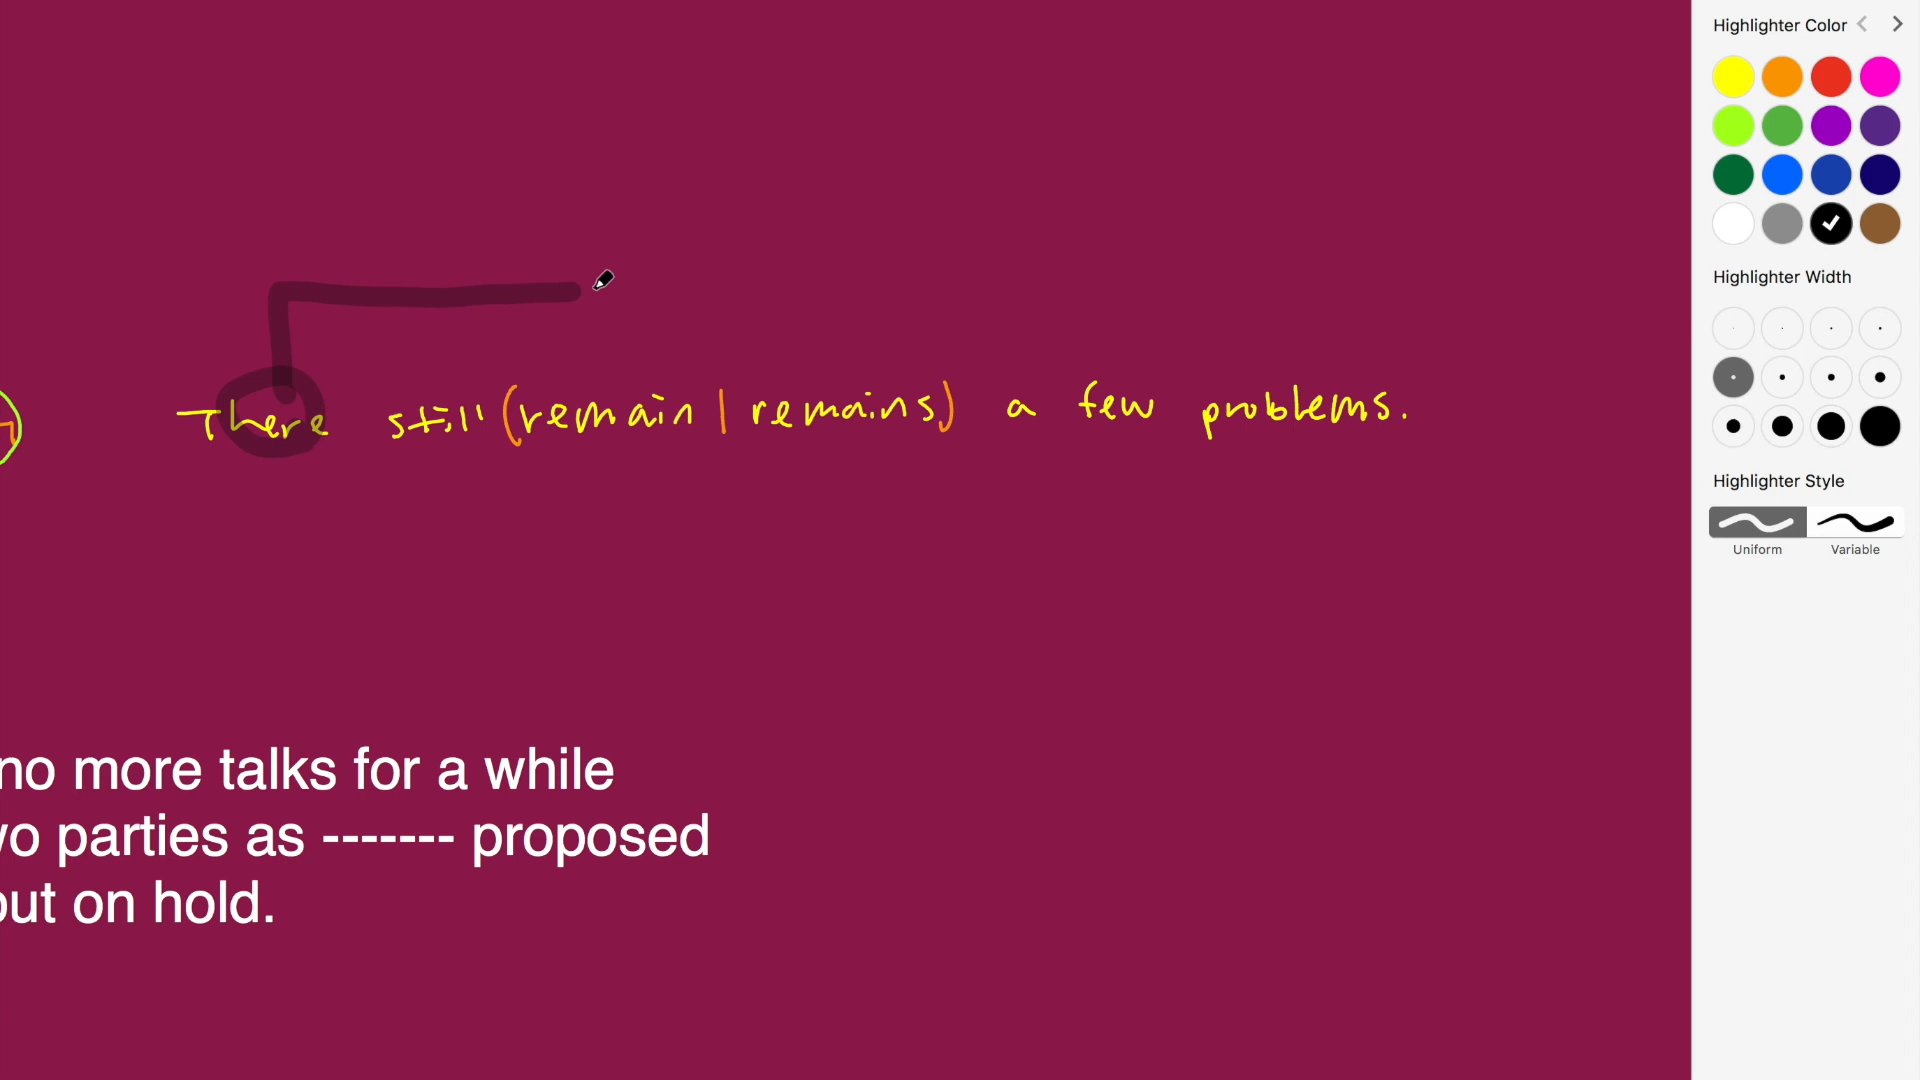 Highlighter Color
Highlighter Width
There still (remain | remains) a few problems.
Highlighter Style
Uniform Variable
no more talks for a while
parties as ------- proposed
on hold.